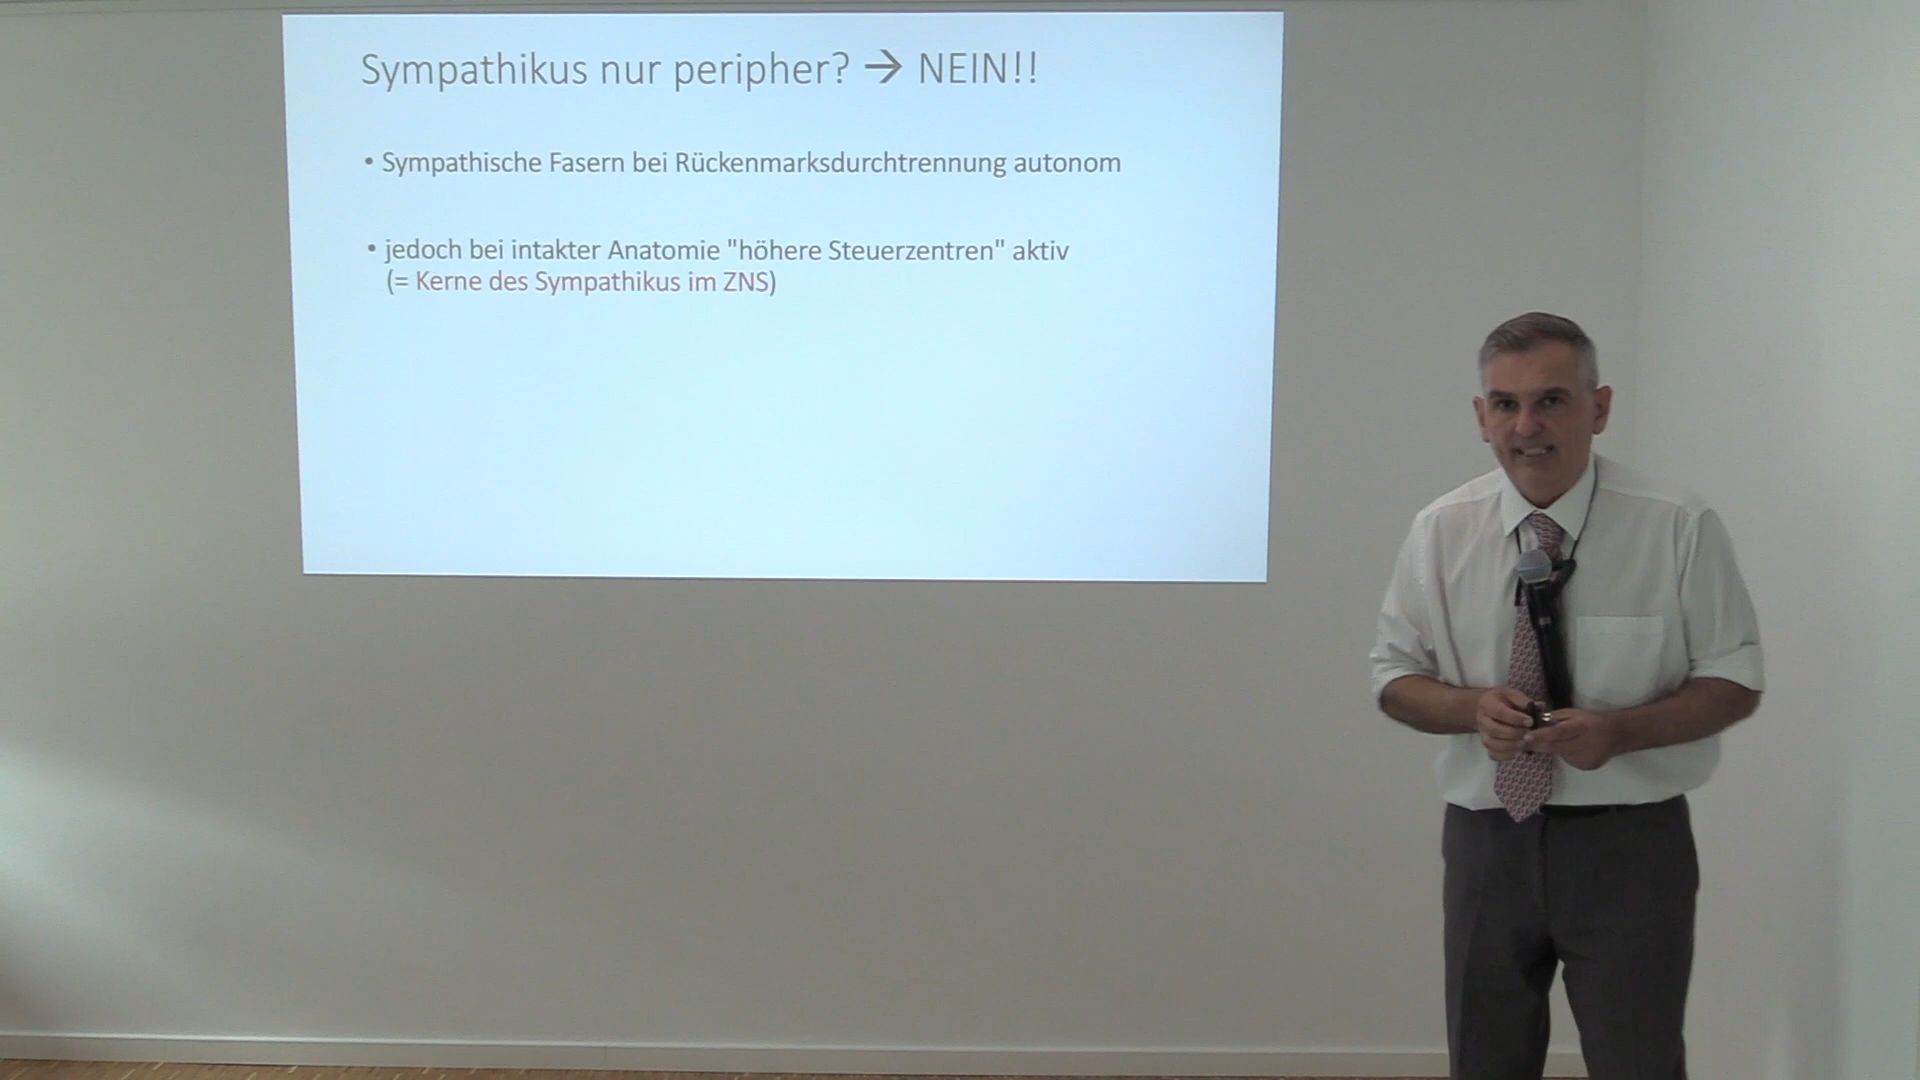 Sympathikus nur peripher? → NEIN!!
• Sympathische Fasern bei Rückenmarksdurchtrennung autonom
• jedoch bei intakter Anatomie "höhere Steuerzentren" aktiv
(= Kerne des Sympathikus im ZNS)